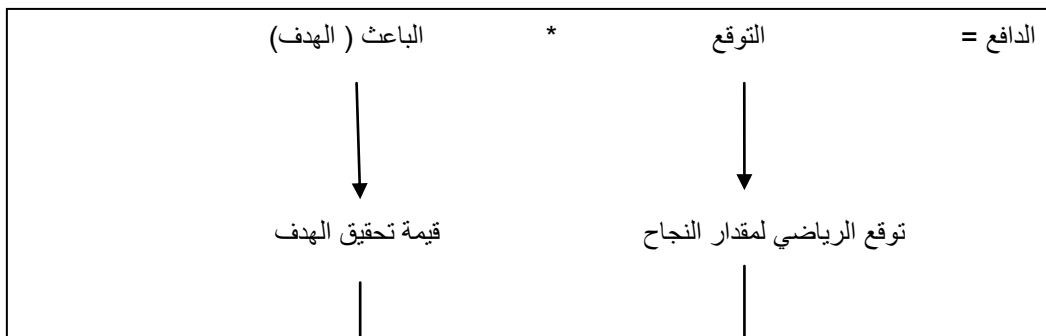 الدافع = التوقع * الباعث ( الهدف)
توقع الرياضي لمقدار النجاح قيمة تحقيق الهدف